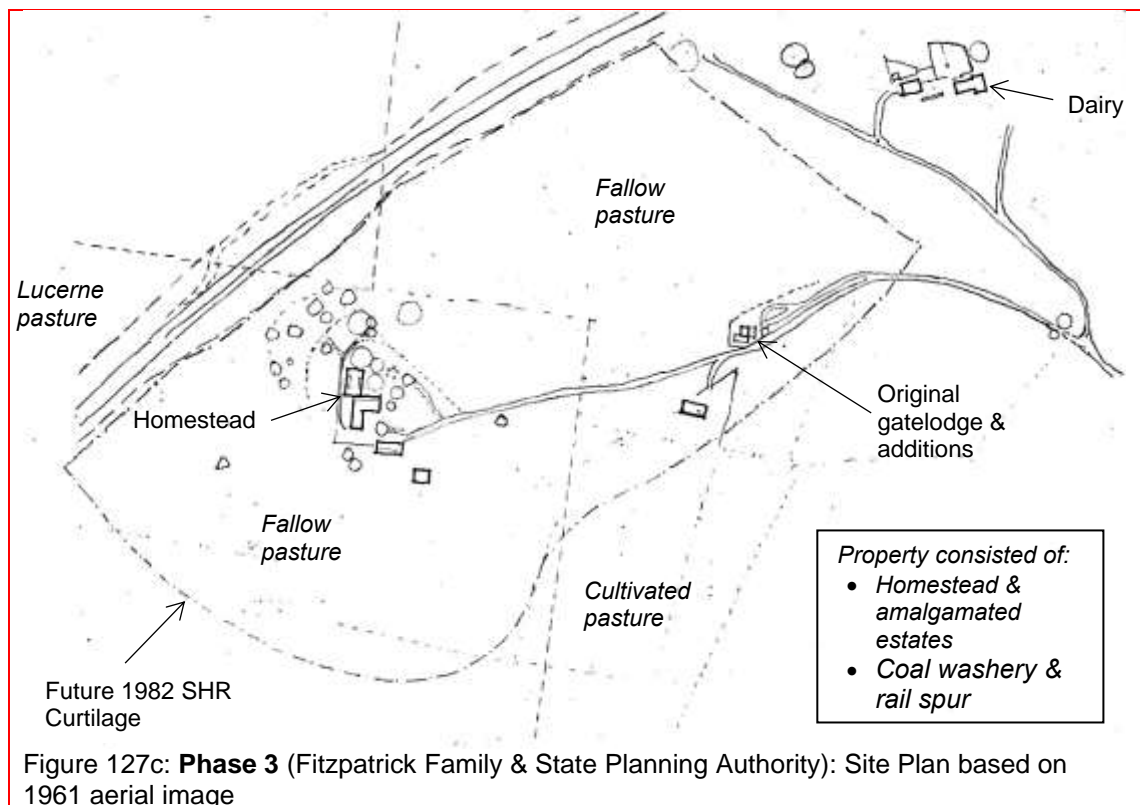 Dairy
Fallow
pasture
Lucerne
pasture
Homestead
Original
gatelodge &
additions
Fallow
pasture
Cultivated
pasture
Property consisted of:
• Homestead &
amalgamated
estates
• Coal washery &
rail spur
Future 1982 SHR
Curtilage
Figure 127c: Phase 3 (Fitzpatrick Family & State Planning Authority): Site Plan based on
1961 aerial image